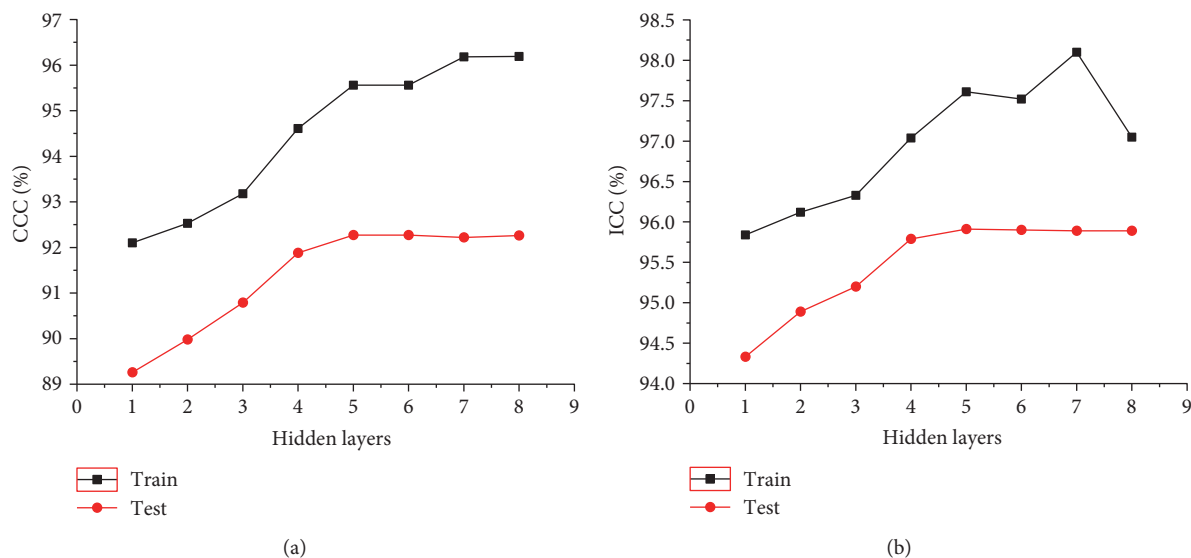 97
96
95
94
93
92
91
90
89
CCC (%)
0 1 2 3 4 5 6 7 8 9
Hidden layers
Train
Test
(a)
98.5
98.0
97.5
97.0
96.5
96.0
95.5
95.0
94.5
94.0
ICC (%)
0 1 2 3 4 5 6 7 8 9
Hidden layers
Train
Test
(b)